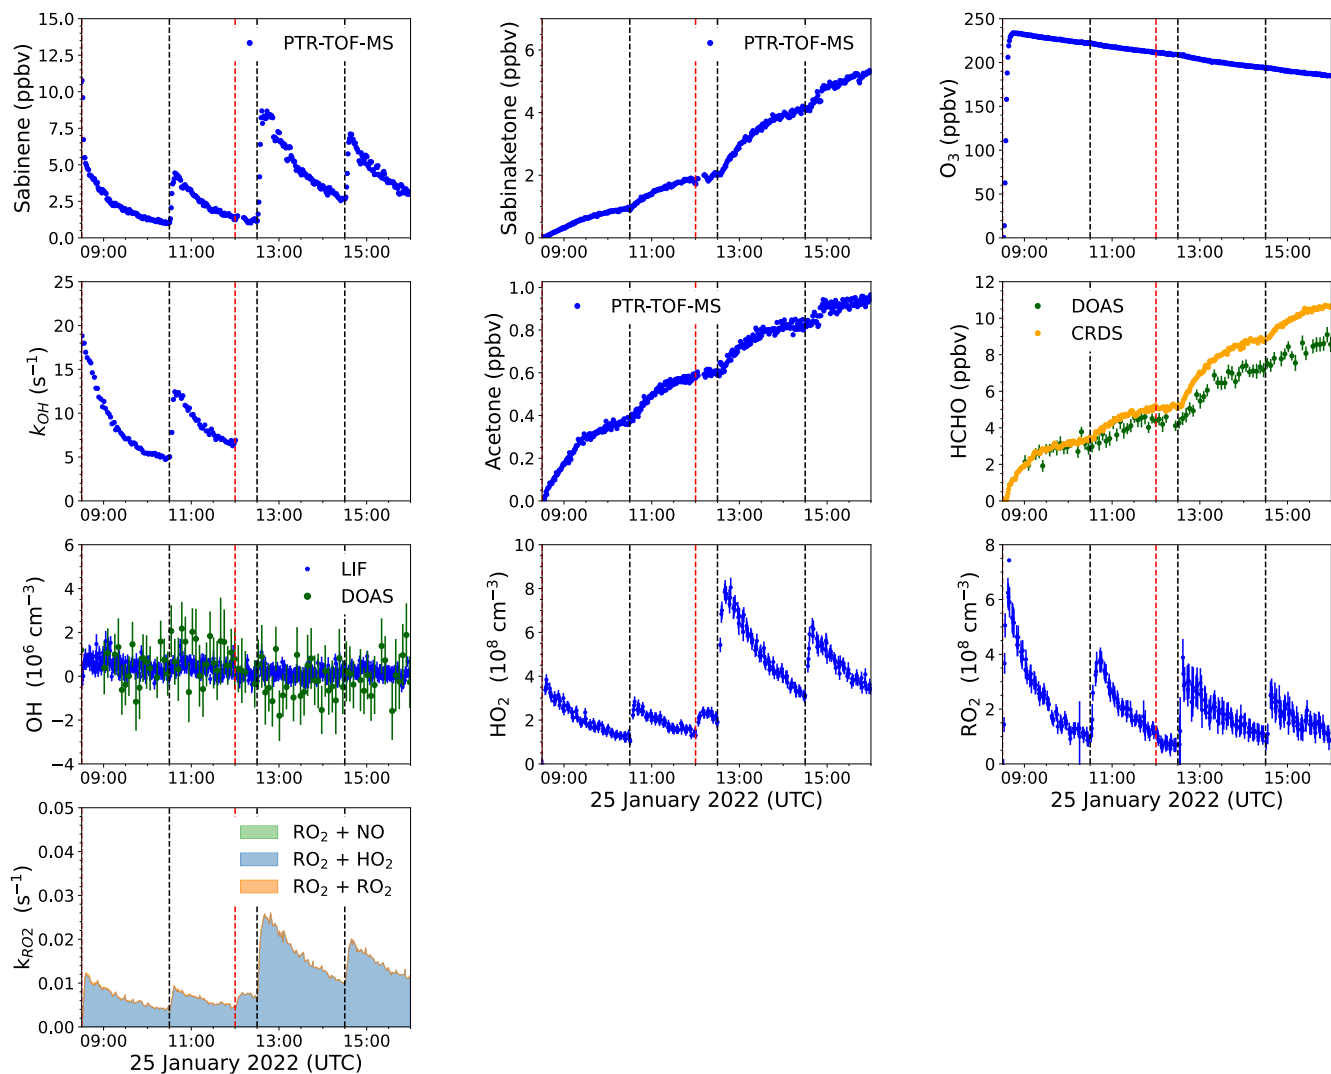 Sabinene (ppbv)
15.0
12.5
10.0
7.5
5.0
2.5
0.0
PTR-TOF-MS
09:00 11:00 13:00 15:00
Sabinaketone (ppbv)
6
4
2
0
PTR-TOF-MS
09:00 11:00 13:00 15:00
O₃ (ppbv)
250
200
150
100
50
0
09:00 11:00 13:00 15:00
k_OH (s⁻¹)
25
20
15
10
5
0
09:00 11:00 13:00 15:00
Acetone (ppbv)
1.0
0.8
0.6
0.4
0.2
0.0
PTR-TOF-MS
09:00 11:00 13:00 15:00
HCHO (ppbv)
12
10
8
6
4
2
0
DOAS
CRDS
09:00 11:00 13:00 15:00
OH (10⁶ cm⁻³)
6
4
2
0
−2
−4
LIF
DOAS
09:00 11:00 13:00 15:00
HO₂ (10⁸ cm⁻³)
10
8
6
4
2
0
09:00 11:00 13:00 15:00
25 January 2022 (UTC)
RO₂ (10⁸ cm⁻³)
8
6
4
2
0
09:00 11:00 13:00 15:00
25 January 2022 (UTC)
k_RO2 (s⁻¹)
0.05
0.04
0.03
0.02
0.01
0.00
RO₂ + NO
RO₂ + HO₂
RO₂ + RO₂
09:00 11:00 13:00 15:00
25 January 2022 (UTC)